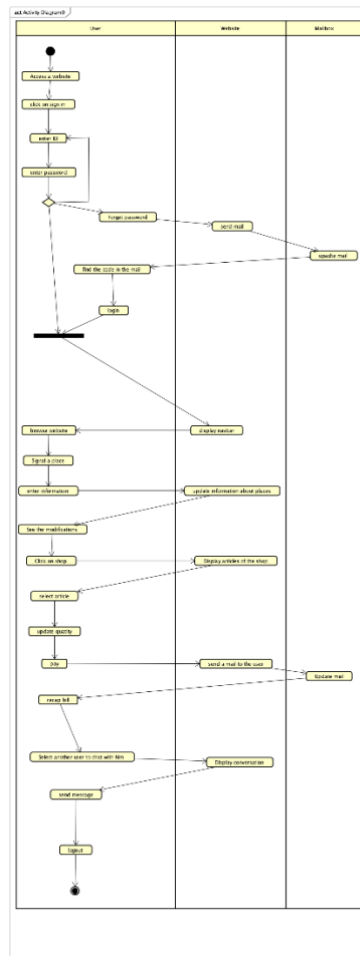 act Activity Diagram0
User
Website
Mailbox
Access a website
click on sign in
enter ID
enter password
Forget password
send mail
update mail
find the code in the mail
login
display navbar
browse website
Signal a place
enter information
update information about places
See the modifications
Click on shop
Display articles of the shop
select article
update quatity
pay
send a mail to the user
Update mail
recap bill
Select another user to chat with him
Display conversation
send message
logout